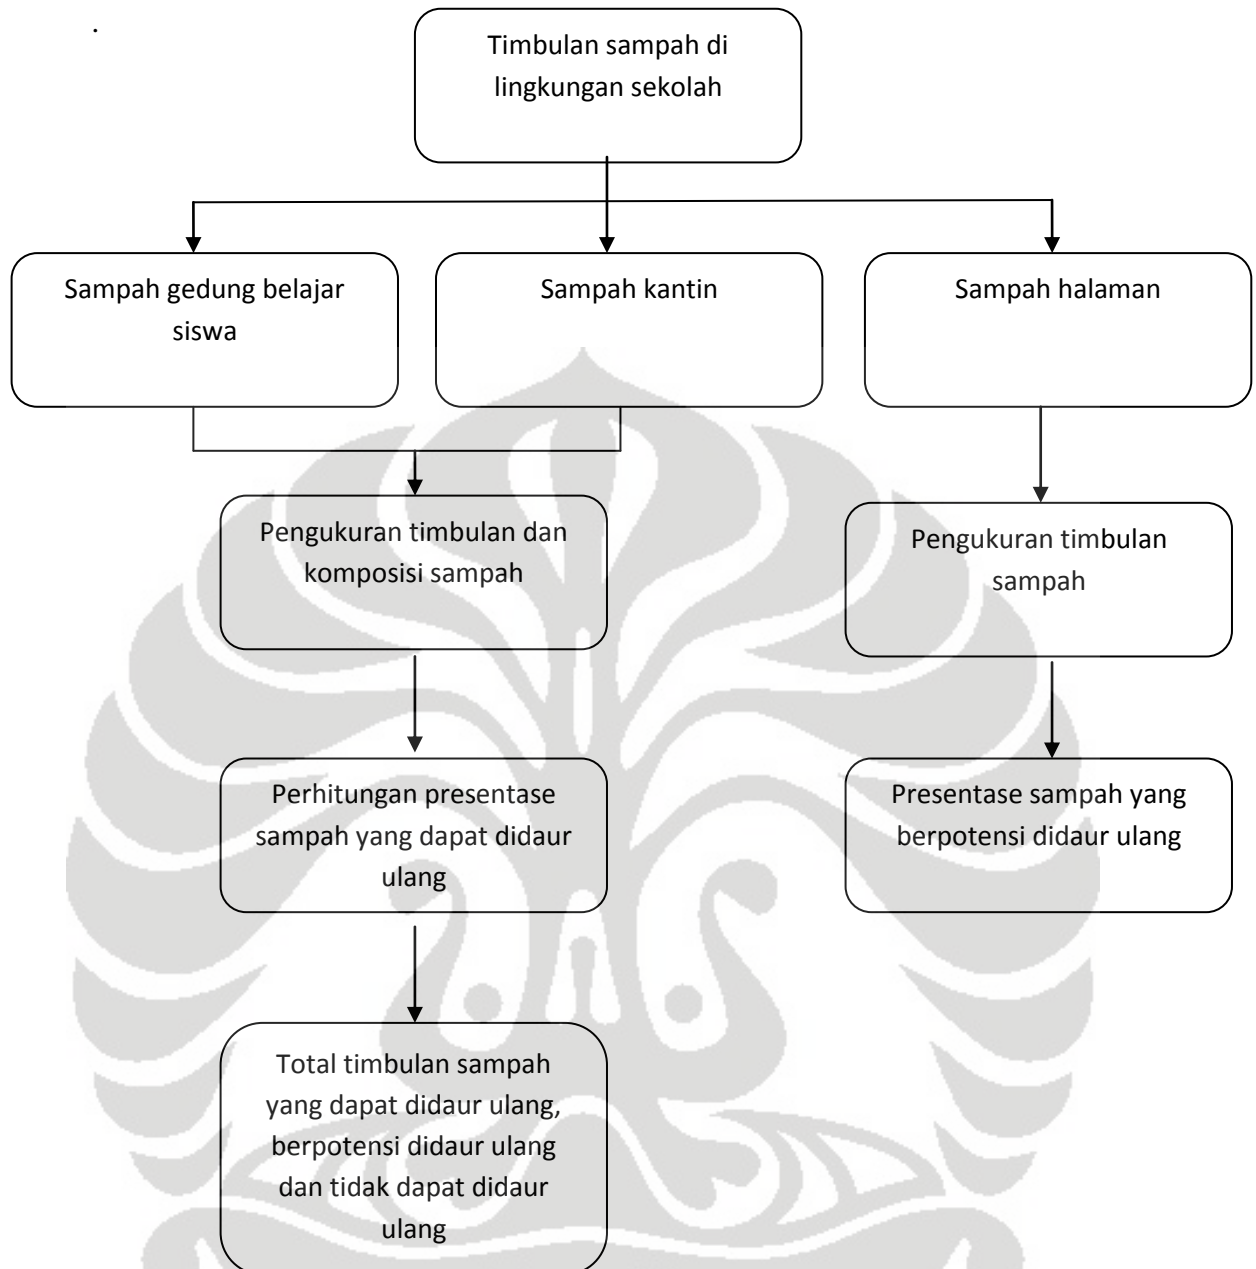 .
Timbulan sampah di
lingkungan sekolah
Sampah gedung belajar
siswa
Sampah kantin
Sampah halaman
Pengukuran timbulan dan
komposisi sampah
Pengukuran timbulan
sampah
Perhitungan presentase
sampah yang dapat didaur
ulang
Presentase sampah yang
berpotensi didaur ulang
Total timbulan sampah
yang dapat didaur ulang,
berpotensi didaur ulang
dan tidak dapat didaur
ulang